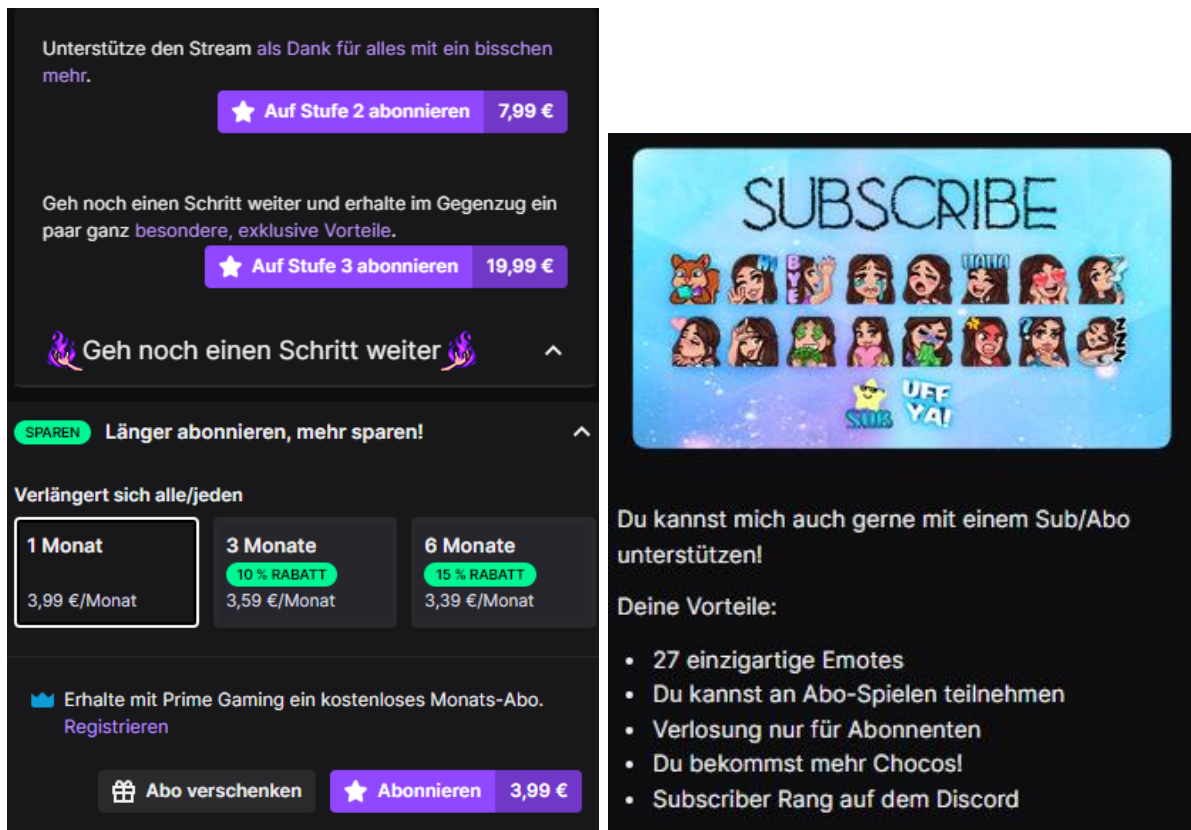 Unterstütze den Stream als Dank für alles mit ein bisschen
mehr.
Auf Stufe 2 abonnieren 7,99 €
Geh noch einen Schritt weiter und erhalte im Gegenzug ein
paar ganz besondere, exklusive Vorteile.
Auf Stufe 3 abonnieren 19,99 €
Geh noch einen Schritt weiter
SPAREN Länger abonnieren, mehr sparen!
Verlängert sich alle/jeden
1 Monat
3,99 €/Monat
3 Monate
10 % RABATT
3,59 €/Monat
6 Monate
15 % RABATT
3,39 €/Monat
Erhalte mit Prime Gaming ein kostenloses Monats-Abo.
Registrieren
Abo verschenken
Abonnieren 3,99 €
SUBSCRIBE
HI
BYE
HAHA
?
ZZZ
SUB
UFF
YA!
Du kannst mich auch gerne mit einem Sub/Abo
unterstützen!
Deine Vorteile:
• 27 einzigartige Emotes
• Du kannst an Abo-Spielen teilnehmen
• Verlosung nur für Abonnenten
• Du bekommst mehr Chocos!
• Subscriber Rang auf dem Discord